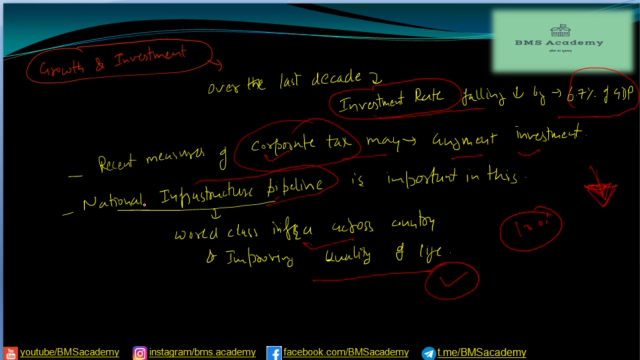 BMS Academy
Growth & Investment
Over the last decade
Investment Rate falling ↓ by → 67% of GDP
- Recent measures of corporate tax may → augment investment.
- National Infrastructure pipeline is important in this.
World class infra across country
& Improving Quality of life.
youtube/BMSacademy instagram/bms.academy facebook.com/BMSacademy t.me/BMSacademy